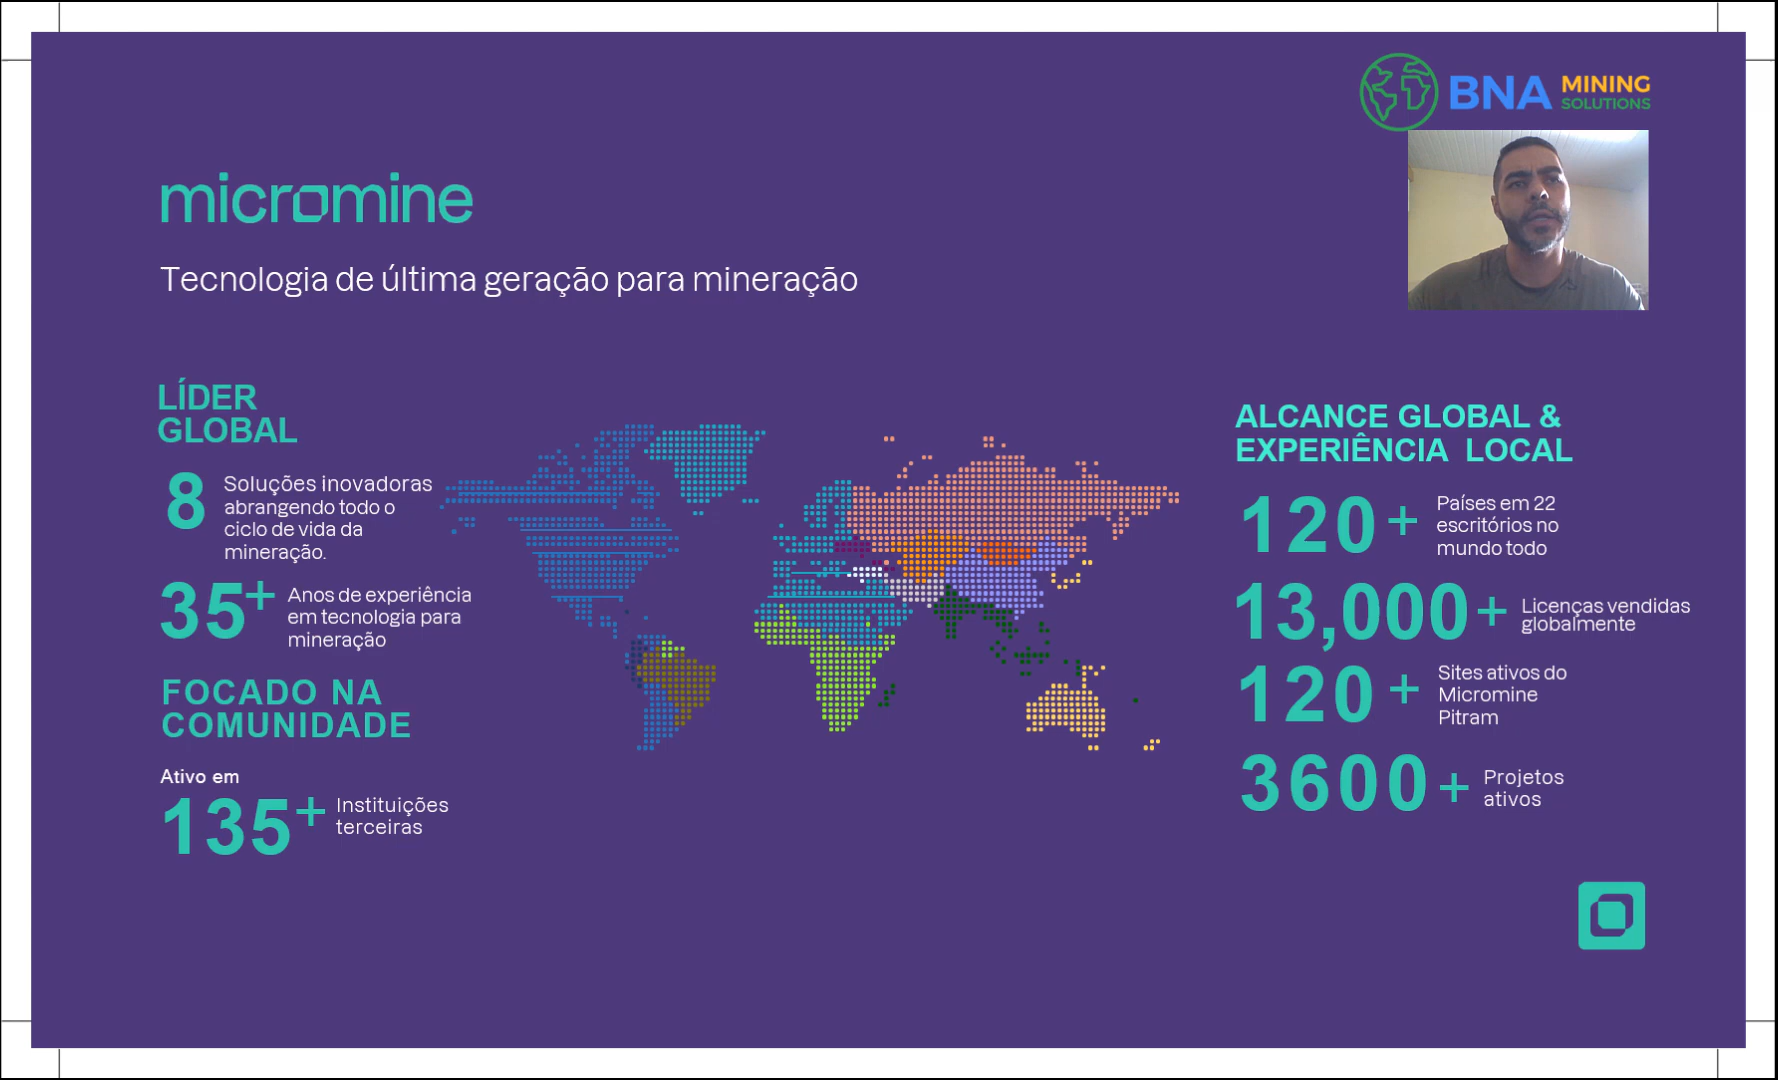 BNA MINING
SOLUTIONS
micromine
Tecnologia de última geração para mineração
LÍDER
GLOBAL
8
Soluções inovadoras
abrangendo todo o
ciclo de vida da
mineração.
35+
Anos de experiência
em tecnologia para
mineração
FOCADO NA
COMUNIDADE
Ativo em
135+
Instituições
terceiras
ALCANCE GLOBAL &
EXPERIÊNCIA LOCAL
120+
Países em 22
escritórios no
mundo todo
13,000+
Licenças vendidas
globalmente
120+
Sites ativos do
Micromine
Pitram
3600+
Projetos
ativos